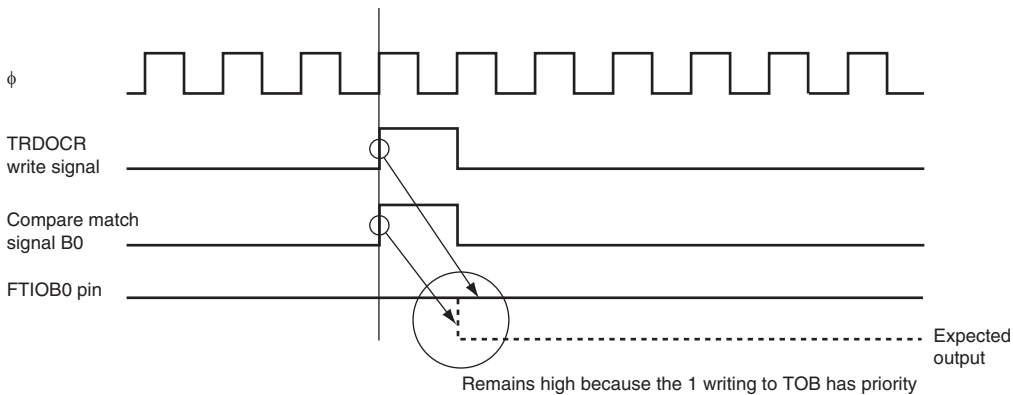 ϕ
TRDOCR
write signal
Compare match
signal B0
FTIOB0 pin
Expected
output
Remains high because the 1 writing to TOB has priority